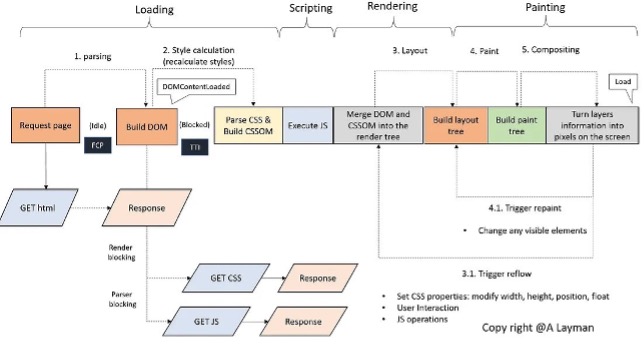 Loading
Scripting
Rendering
Painting
1. parsing
2. Style calculation
(recalculate styles)
3. Layout
4. Paint
5. Compositing
DOMContentLoaded
Load
Request page
(Idle)
FCP
Build DOM
(Blocked)
TTI
Parse CSS &
Build CSSOM
Execute JS
Merge DOM and
CSSOM into the
render tree
Build layout
tree
Build paint
tree
Turn layers
information into
pixels on the screen
GET html
Response
4.1. Trigger repaint
• Change any visible elements
Render
blocking
GET CSS
Response
3.1. Trigger reflow
Parser
blocking
GET JS
Response
• Set CSS properties: modify width, height, position, float
• User Interaction
• JS operations
Copy right @A Layman